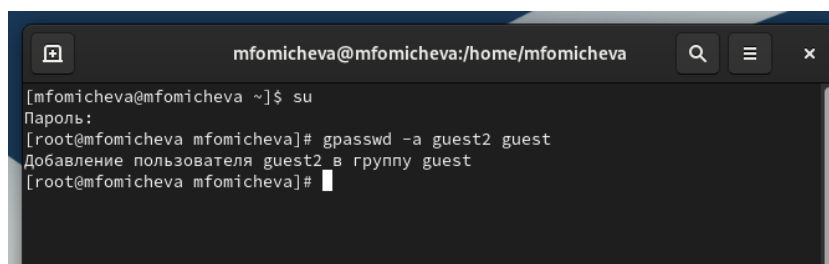 mfomicheva@mfomicheva:/home/mfomicheva
[mfomicheva@mfomicheva ~]$ su
Пароль:
[root@mfomicheva mfomicheva]# gpasswd -a guest2 guest
Добавление пользователя guest2 в группу guest
[root@mfomicheva mfomicheva]#